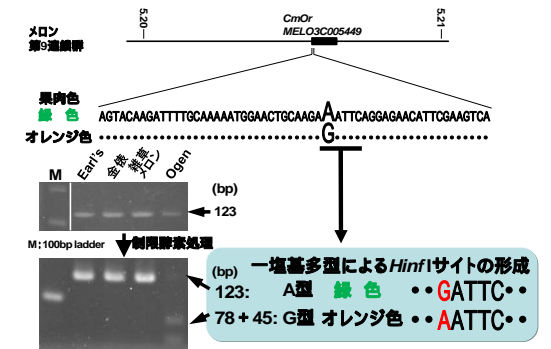 メロン
第9連鎖群
5.20
5.21
CmOr
MELO3C005449
果肉色
緑 色
AGTACAAGATTTTGCAAAAATGGAACTGCAAGAAATTCAGGAGAACATTCGAAGTCA
オレンジ色
G
M
Earl's
金俵
雑草メロン
Ogen
(bp)
123
M;100bp ladder
制限酵素処理
(bp)
一塩基多型によるHinfIサイトの形成
123: A型 緑 色 ・・GATTC・・
78+45: G型 オレンジ色 ・・AATTC・・